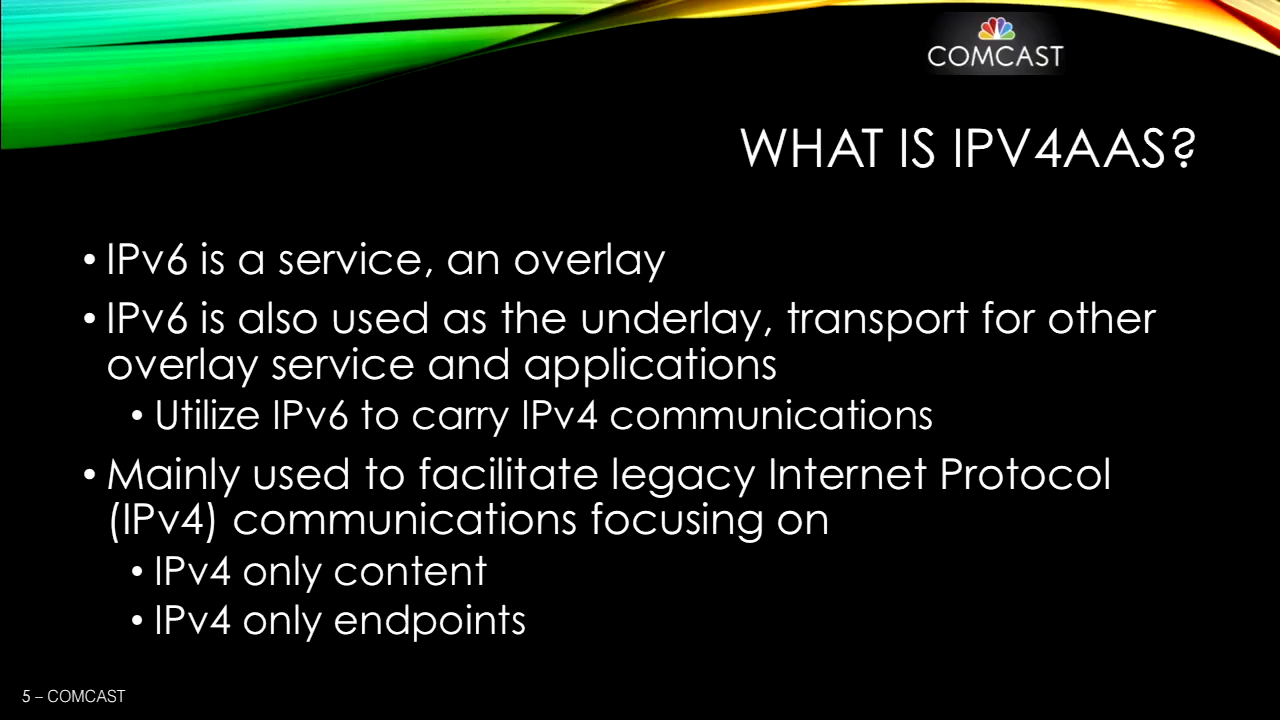 COMCAST
WHAT IS IPV4AAS?
• IPv6 is a service, an overlay
• IPv6 is also used as the underlay, transport for other
overlay service and applications
• Utilize IPv6 to carry IPv4 communications
• Mainly used to facilitate legacy Internet Protocol
(IPv4) communications focusing on
• IPv4 only content
• IPv4 only endpoints
5 – COMCAST